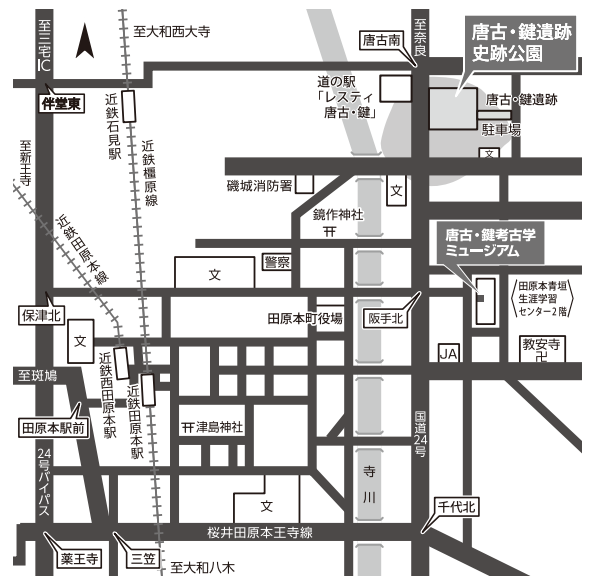 至三宅IC
至大和西大寺
唐古南
至奈良
唐古・鍵遺跡
史跡公園
道の駅
「レスティ
唐古・鍵」
唐古・鍵遺跡
駐車場
伴堂東
近鉄石見駅
近鉄橿原線
至新王寺
文
磯城消防署
文
鏡作神社
近鉄田原本線
唐古・鍵考古学
ミュージアム
警察
文
田原本青垣
生涯学習
センター2階
保津北
田原本町役場
阪手北
文
JA
教安寺
卍
至斑鳩
近鉄西田原本駅
近鉄田原本駅
田原本駅前
津島神社
国道24号
24号バイパス
寺川
文
千代北
桜井田原本王寺線
薬王寺
三笠
至大和八木